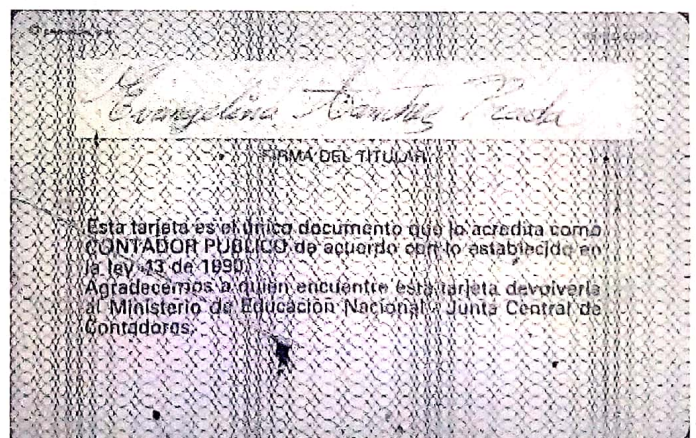 Evangelina Sanchez
FIRMA DEL TITULAR
Esta tarjeta es el único documento que lo acredita como
CONTADOR PUBLICO de acuerdo con lo establecido en
la ley 43 de 1990.
Agradecemos a quien encuentre esta tarjeta devolverla
al Ministerio de Educación Nacional - Junta Central de
Contadores.